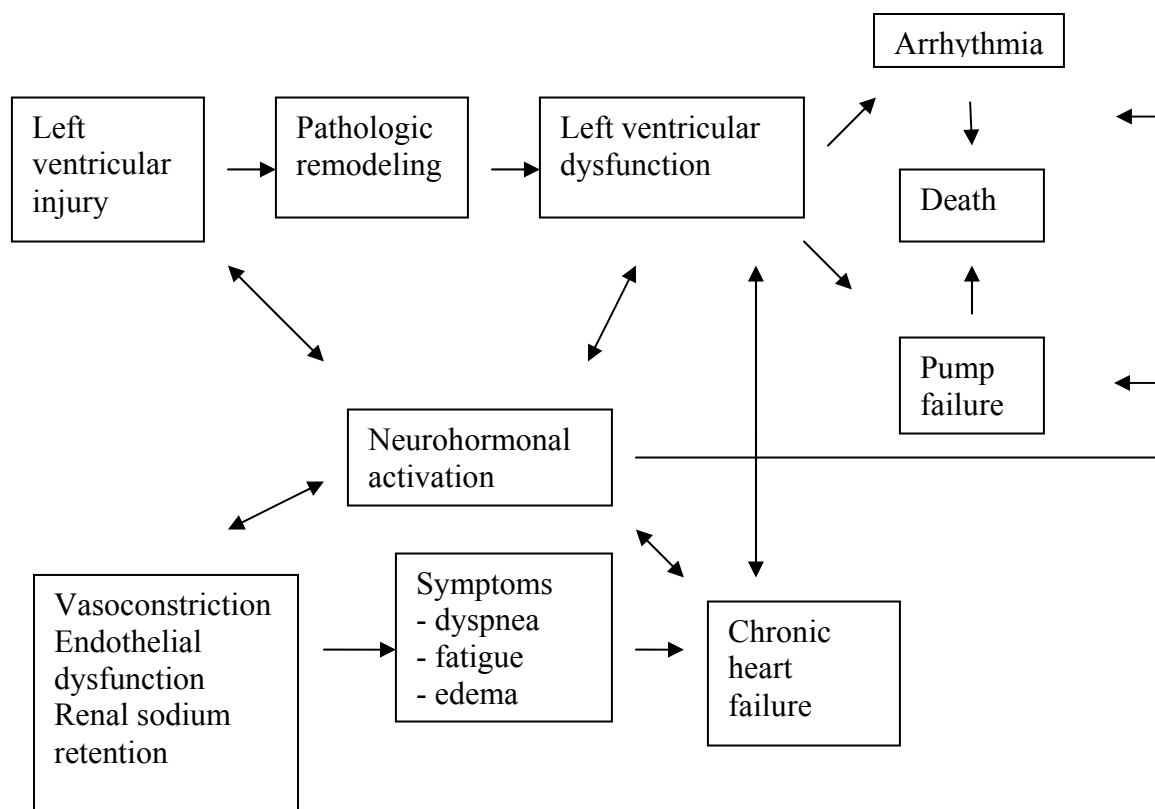 Arrhythmia
Left
ventricular
injury
Pathologic
remodeling
Left ventricular
dysfunction
Death
Pump
failure
Neurohormonal
activation
Vasoconstriction
Endothelial
dysfunction
Renal sodium
retention
Symptoms
- dyspnea
- fatigue
- edema
Chronic
heart
failure